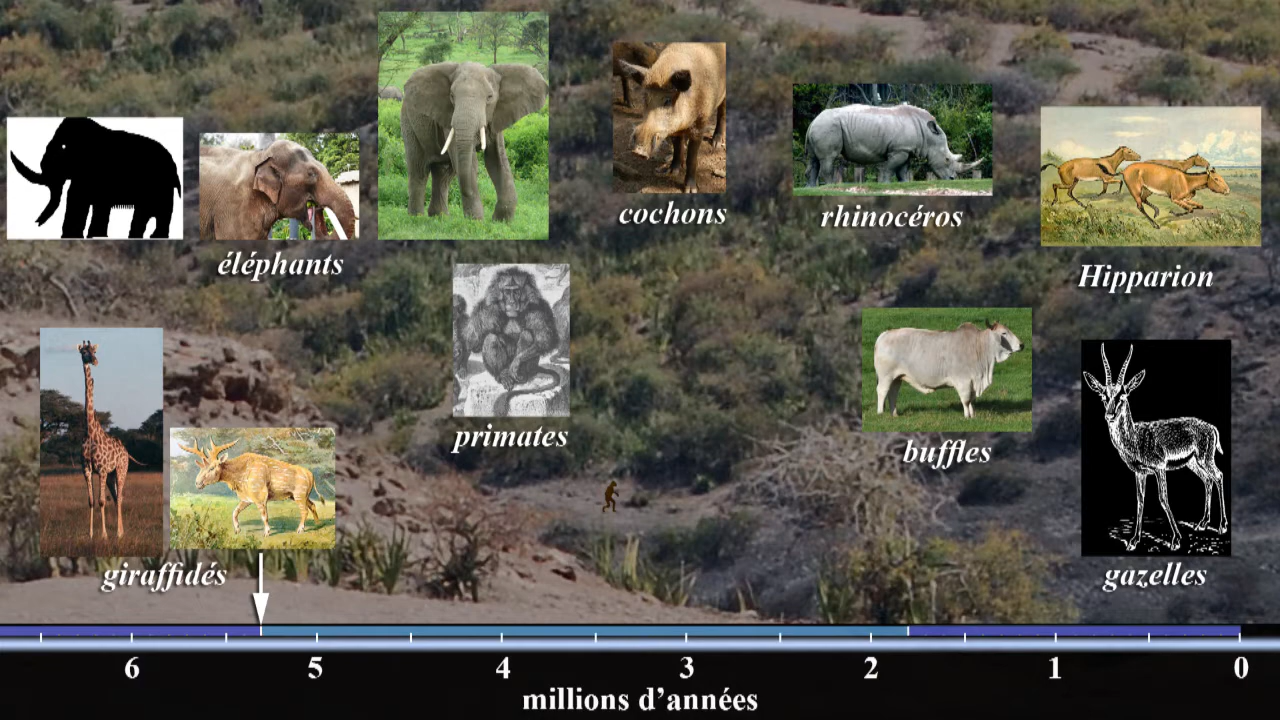 cochons
rhinocéros
éléphants
Hipparion
primates
buffles
giraffidés
gazelles
6 5 4 3 2 1 0
millions d’années